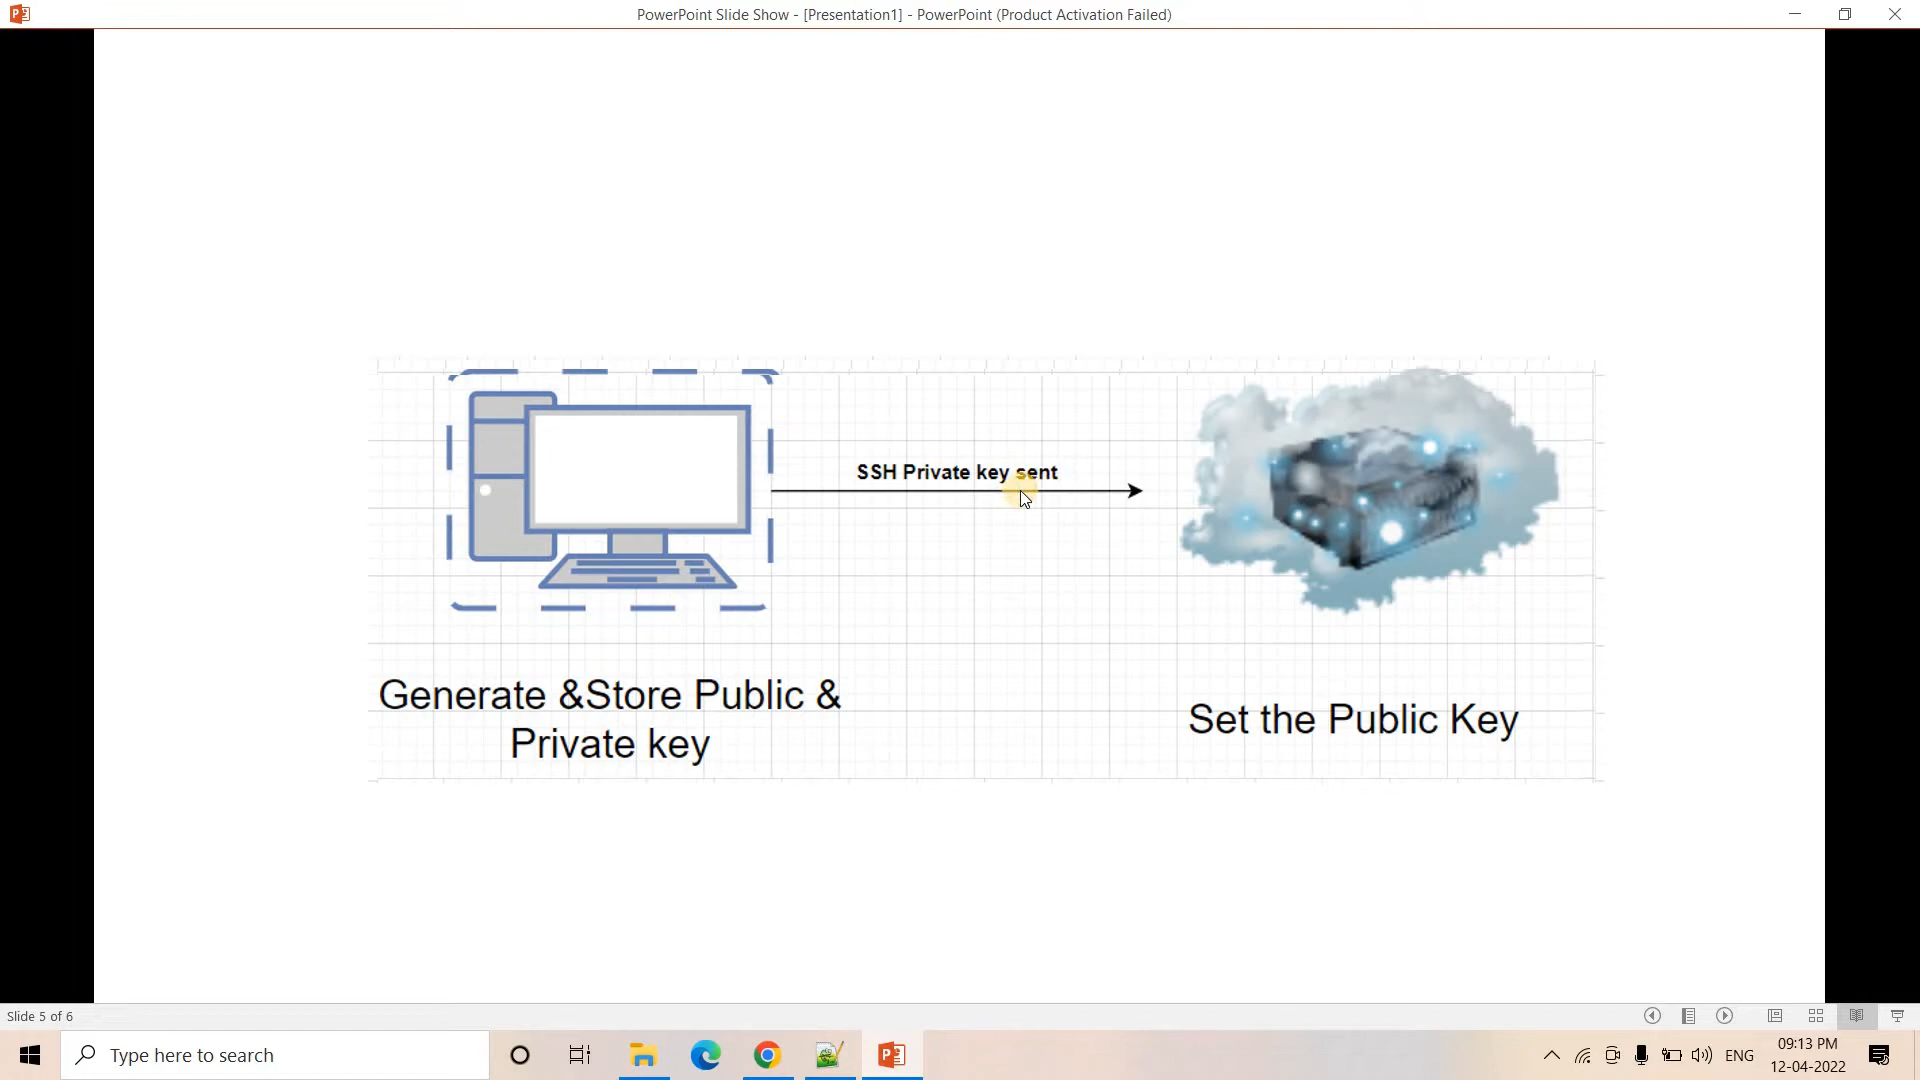 PowerPoint Slide Show - [Presentation1] - PowerPoint (Product Activation Failed)
SSH Private key sent
Generate &Store Public &
Private key
Set the Public Key
Slide 5 of 6
Type here to search
ENG
09:13 PM
12-04-2022